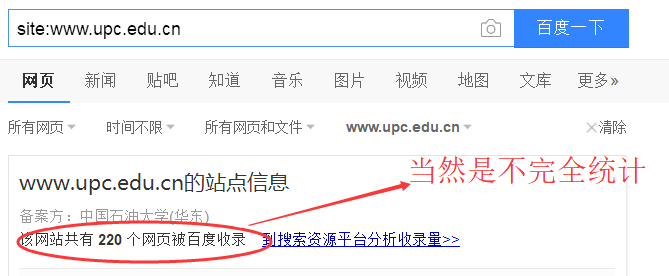 site:www.upc.edu.cn 百度一下
网页 新闻 贴吧 知道 音乐 图片 视频 地图 文库 更多»
所有网页 时间不限 所有网页和文件 www.upc.edu.cn ×清除
当然是不完全统计
www.upc.edu.cn的站点信息
备案方：中国石油大学(华东)
该网站共有 220 个网页被百度收录 到搜索资源平台分析收录量>>